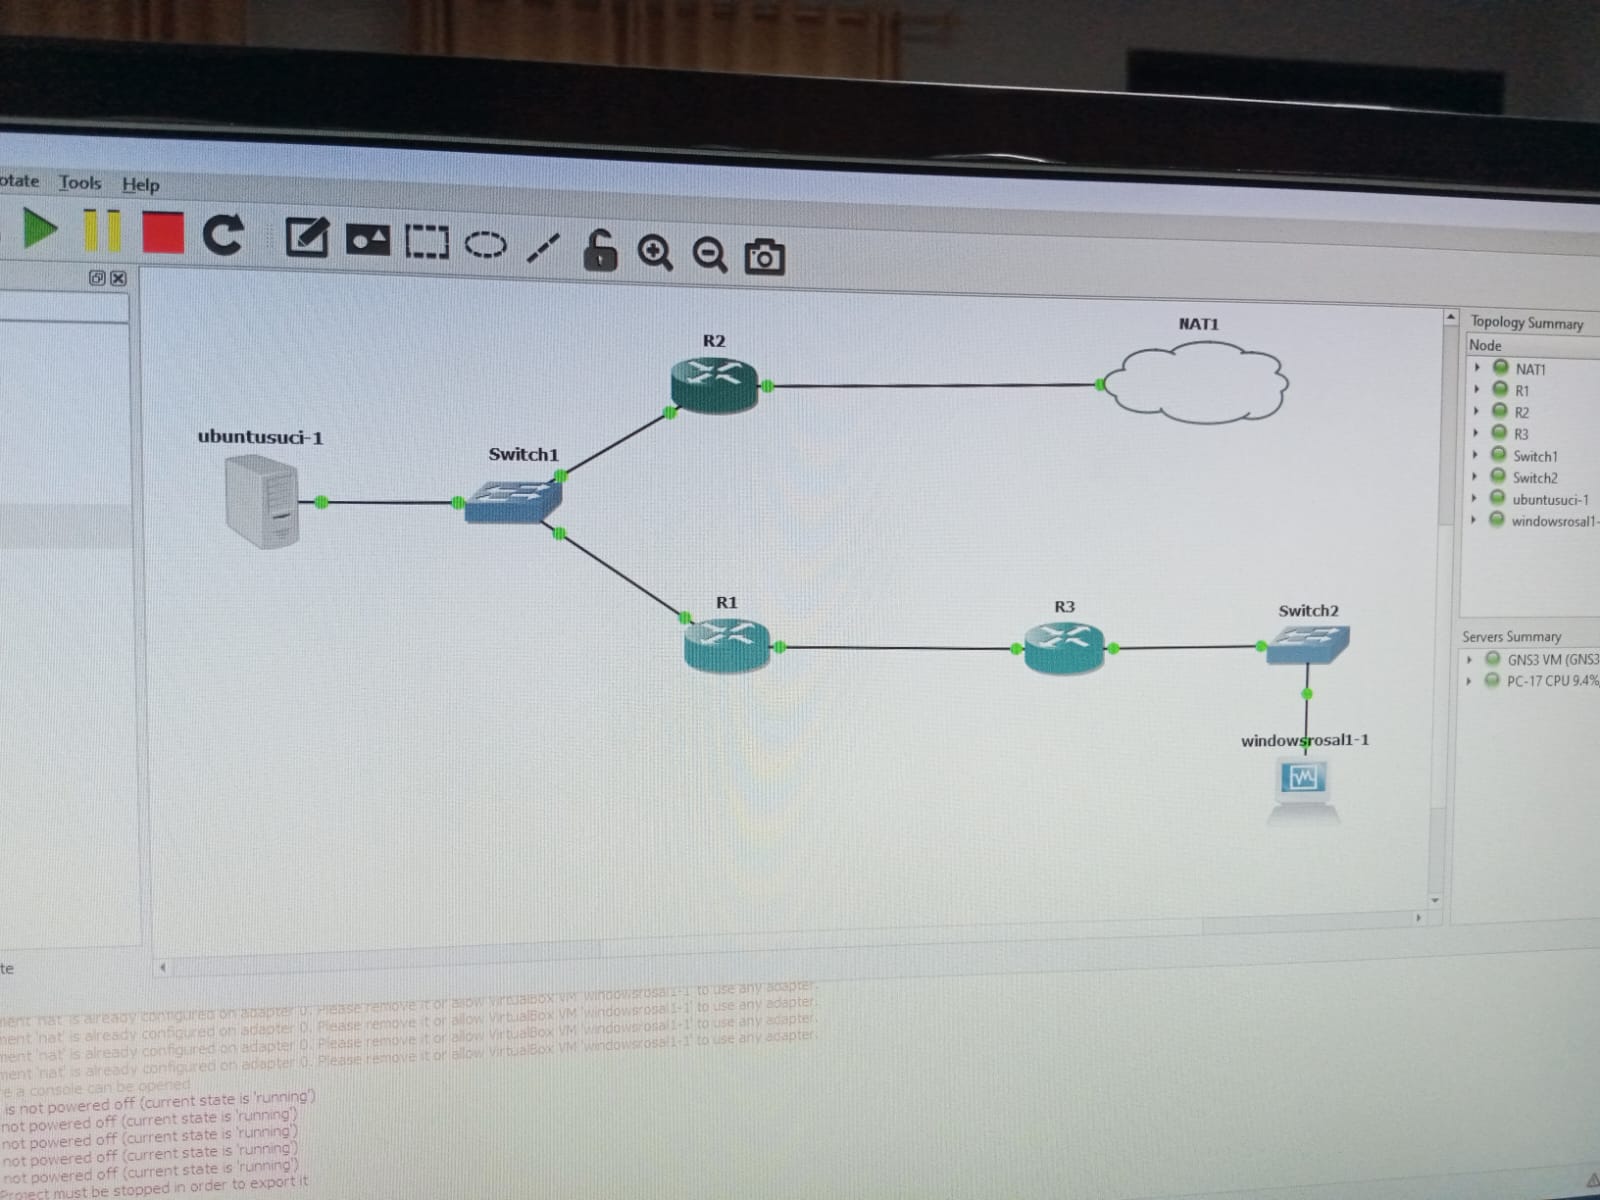 otate Tools Help
NAT1
R2
ubuntusuci-1
Switch1
R1
R3
Switch2
windowsrosal1-1
Topology Summary
Node
NAT1
R1
R2
R3
Switch1
Switch2
ubuntusuci-1
windowsrosal1-
Servers Summary
GNS3 VM (GNS3
PC-17 CPU 9.4%
te
ment 'nat' is already configured on adapter 0. Please remove it or allow VirtualBox VM 'windowsrosal1-1' to use any adapter.
ment 'nat' is already configured on adapter 0. Please remove it or allow VirtualBox VM 'windowsrosal1-1' to use any adapter.
ment 'nat' is already configured on adapter 0. Please remove it or allow VirtualBox VM 'windowsrosal1-1' to use any adapter.
ment 'nat' is already configured on adapter 0. Please remove it or allow VirtualBox VM 'windowsrosal1-1' to use any adapter.
e a console can be opened
is not powered off (current state is 'running')
not powered off (current state is 'running')
not powered off (current state is 'running')
not powered off (current state is 'running')
not powered off (current state is 'running')
Project must be stopped in order to export it